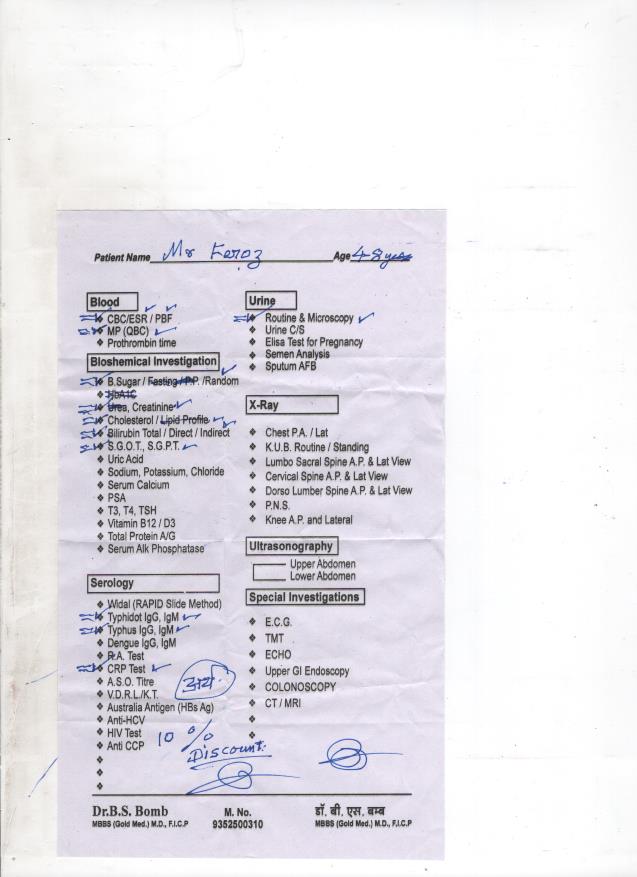 Patient Name Mr Feroz Age 48 yrs
Blood
CBC/ESR / PBF
MP (QBC)
Prothrombin time
Bioshemical Investigation
B.Sugar / Fasting / P.P. /Random
HbA1C
Urea, Creatinine
Cholesterol / Lipid Profile
Bilirubin Total / Direct / Indirect
S.G.O.T., S.G.P.T.
Uric Acid
Sodium, Potassium, Chloride
Serum Calcium
PSA
T3, T4, TSH
Vitamin B12 / D3
Total Protein A/G
Serum Alk Phosphatase
Serology
Widal (RAPID Slide Method)
Typhidot IgG, IgM
Typhus IgG, IgM
Dengue IgG, IgM
R.A. Test
CRP Test
A.S.O. Titre
V.D.R.L./K.T.
Australia Antigen (HBs Ag)
Anti-HCV
HIV Test
Anti CCP
10 %
Discount
Urine
Routine & Microscopy
Urine C/S
Elisa Test for Pregnancy
Semen Analysis
Sputum AFB
X-Ray
Chest P.A. / Lat
K.U.B. Routine / Standing
Lumbo Sacral Spine A.P. & Lat View
Cervical Spine A.P. & Lat View
Dorso Lumber Spine A.P. & Lat View
P.N.S.
Knee A.P. and Lateral
Ultrasonography
Upper Abdomen
Lower Abdomen
Special Investigations
E.C.G.
TMT
ECHO
Upper GI Endoscopy
COLONOSCOPY
CT / MRI
Dr.B.S. Bomb M. No. डॉ. बी. एस. बम्ब
MBBS (Gold Med.) M.D., F.I.C.P 9352500310 MBBS (Gold Med.) M.D., F.I.C.P